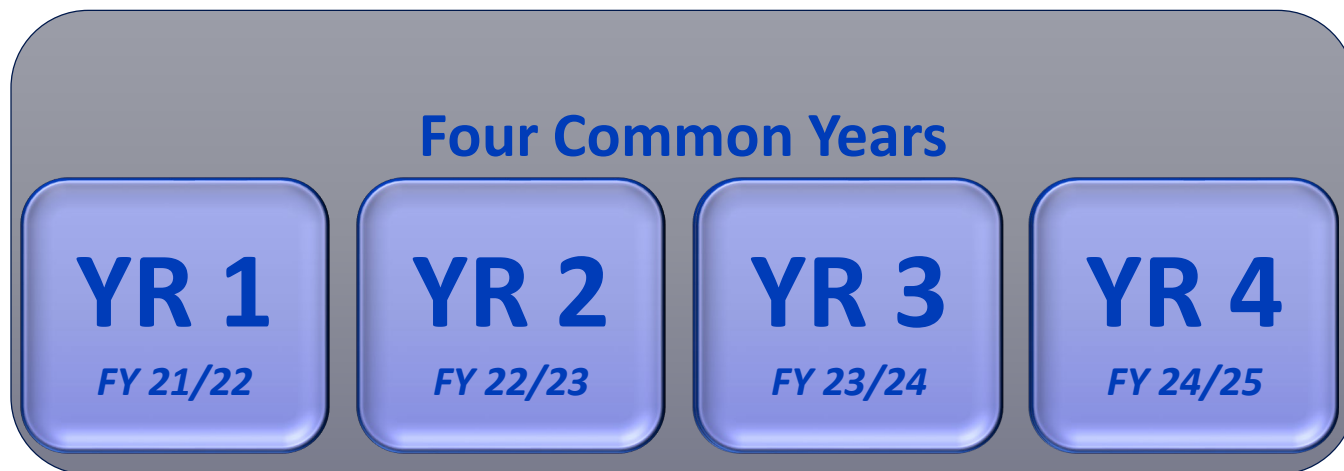 Four Common Years
YR 1
FY 21/22
YR 2
FY 22/23
YR 3
FY 23/24
YR 4
FY 24/25